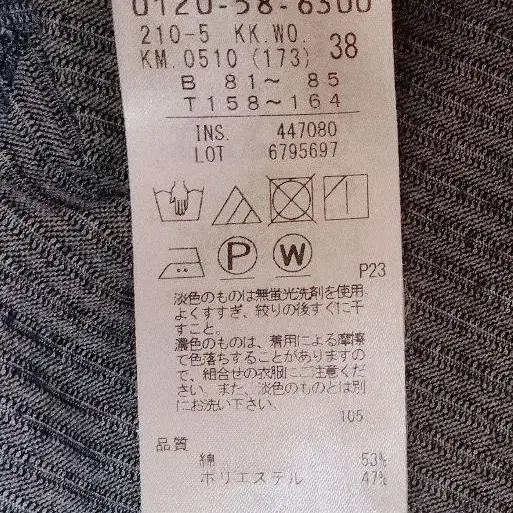 0120-58-6300
210-5 KK.WO.
KM.0510 (173) 38
B 81～ 85
T 158～164
INS. 447080
LOT 6795697
P W
P23
淡色のものは無蛍光洗剤を使用
よくすすぎ、絞りの後すぐに干
すこと。
濃色のものは、着用による摩擦
で色落ちすることがありますの
で、組合せの衣服にご注意くだ
さい。また、淡色のものとは別
にお洗い下さい。
105
品質
綿 53%
ポリエステル 47%